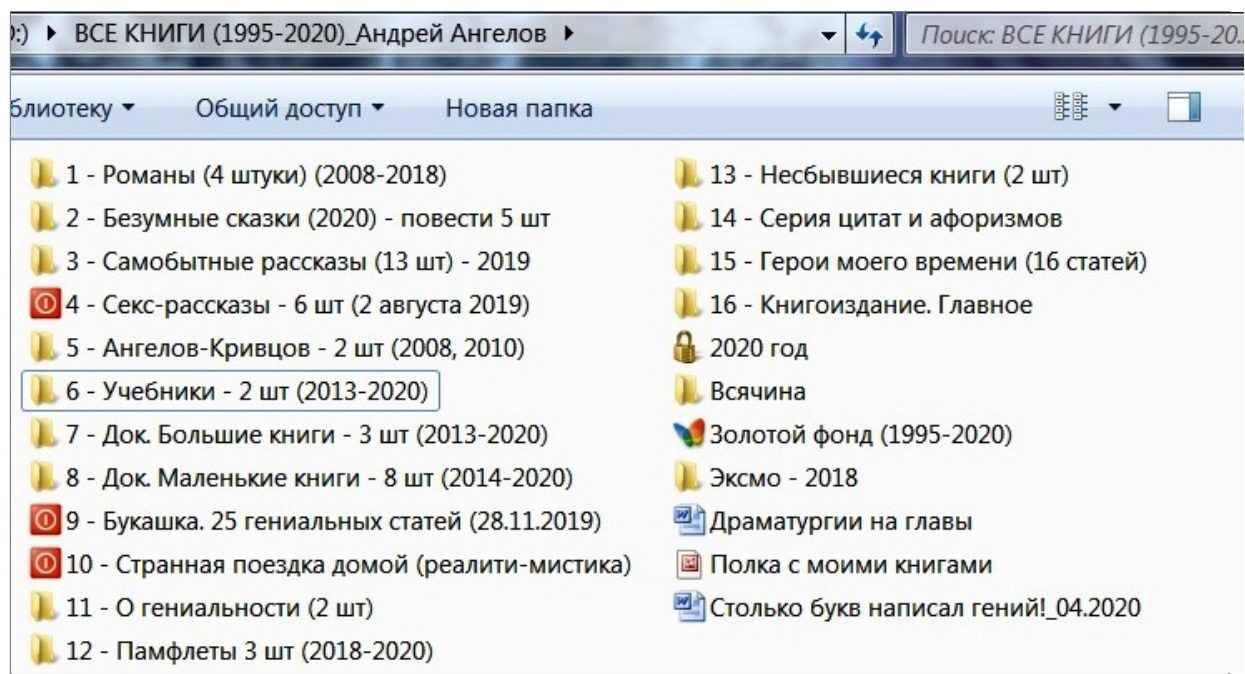 :) ▸ ВСЕ КНИГИ (1995-2020)_Андрей Ангелов ▸
Поиск: ВСЕ КНИГИ (1995-20...
блиотеку ▾ Общий доступ ▾ Новая папка
1 - Романы (4 штуки) (2008-2018)
2 - Безумные сказки (2020) - повести 5 шт
3 - Самобытные рассказы (13 шт) - 2019
4 - Секс-рассказы - 6 шт (2 августа 2019)
5 - Ангелов-Кривцов - 2 шт (2008, 2010)
6 - Учебники - 2 шт (2013-2020)
7 - Док. Большие книги - 3 шт (2013-2020)
8 - Док. Маленькие книги - 8 шт (2014-2020)
9 - Букашка. 25 гениальных статей (28.11.2019)
10 - Странная поездка домой (реалити-мистика)
11 - О гениальности (2 шт)
12 - Памфлеты 3 шт (2018-2020)
13 - Несбывшиеся книги (2 шт)
14 - Серия цитат и афоризмов
15 - Герои моего времени (16 статей)
16 - Книгоиздание. Главное
2020 год
Всячина
Золотой фонд (1995-2020)
Эксмо - 2018
Драматургии на главы
Полка с моими книгами
Столько букв написал гений!_04.2020